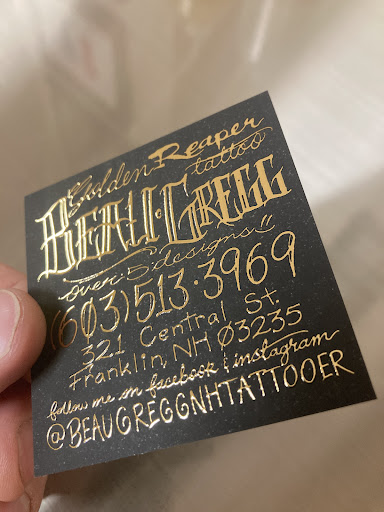 Golden Reaper
tattoo
BEAU·GREGG
over·5·designs"
(603)513·3969
321 Central St.
Franklin, NH 03235
follow me on facebook & instagram
@BEAUGREGGNHTATTOOER